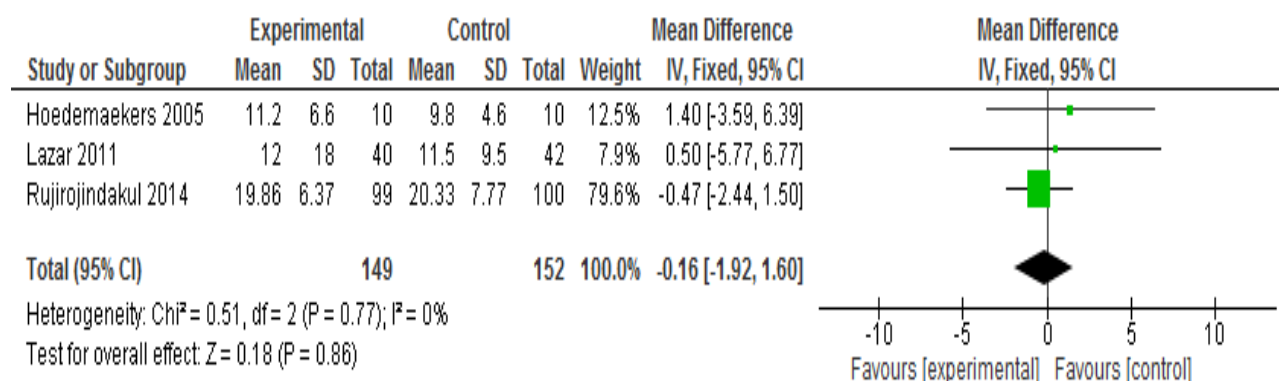 Experimental Control Mean Difference Mean Difference
Study or Subgroup Mean SD Total Mean SD Total Weight IV, Fixed, 95% CI IV, Fixed, 95% CI
Hoedemaekers 2005 11.2 6.6 10 9.8 4.6 10 12.5% 1.40 [-3.59, 6.39]
Lazar 2011 12 18 40 11.5 9.5 42 7.9% 0.50 [-5.77, 6.77]
Rujirojindakul 2014 19.86 6.37 99 20.33 7.77 100 79.6% -0.47 [-2.44, 1.50]
Total (95% CI) 149 152 100.0% -0.16 [-1.92, 1.60]
Heterogeneity: Chi² = 0.51, df = 2 (P = 0.77); I² = 0%
Test for overall effect: Z = 0.18 (P = 0.86)
-10 -5 0 5 10
Favours [experimental] Favours [control]